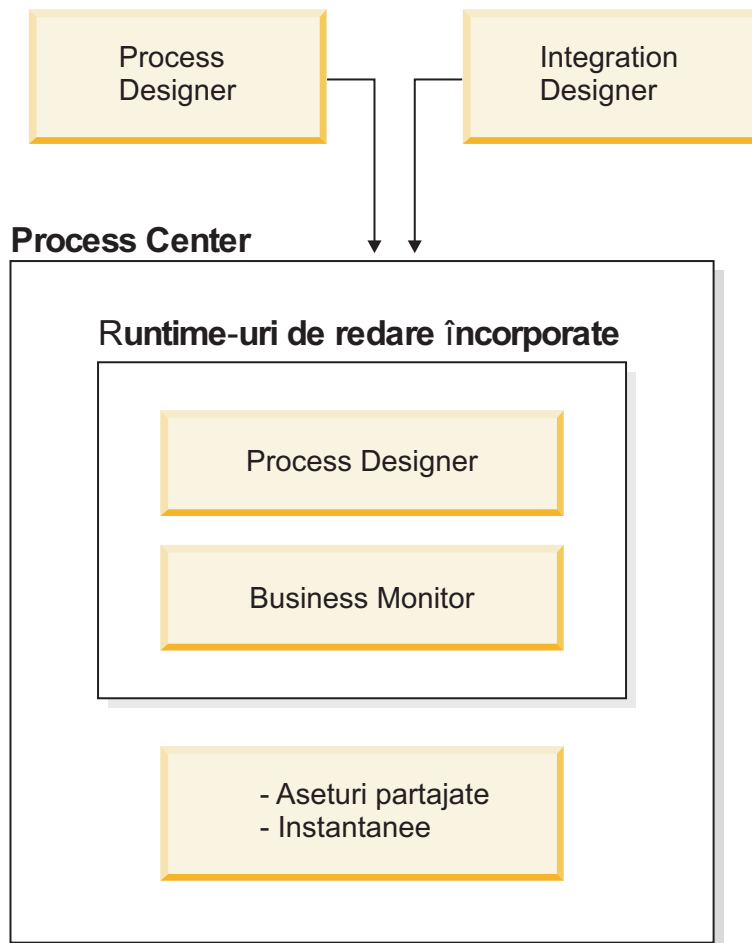 Process
Designer
Integration
Designer
Process Center
Runtime-uri de redare încorporate
Process Designer
Business Monitor
- Aseturi partajate
- Instantanee